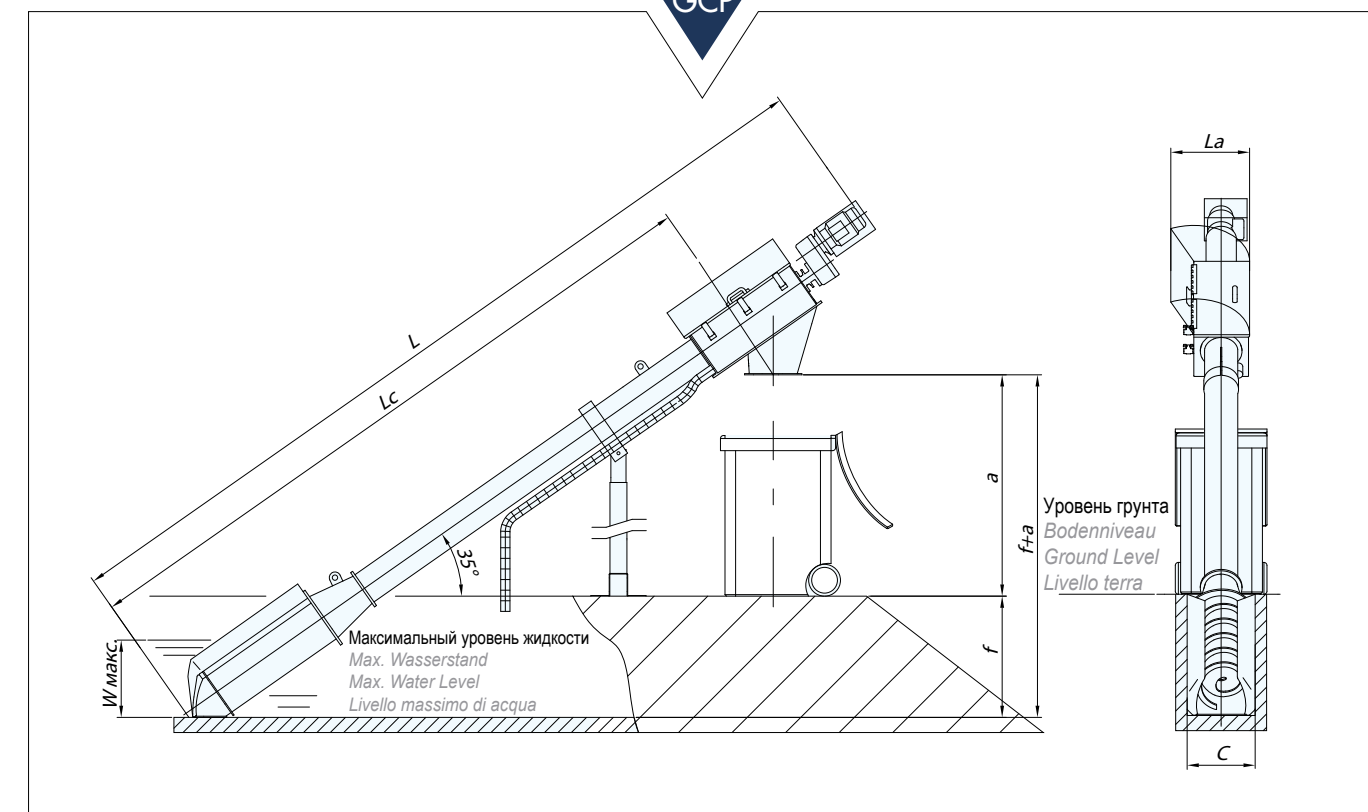 GCP
La
L
Lc
a
f+a
Уровень грунта
Bodenniveau
Ground Level
Livello terra
35°
f
W макс.
Максимальный уровень жидкости
Max. Wasserstand
Max. Water Level
Livello massimo di acqua
C